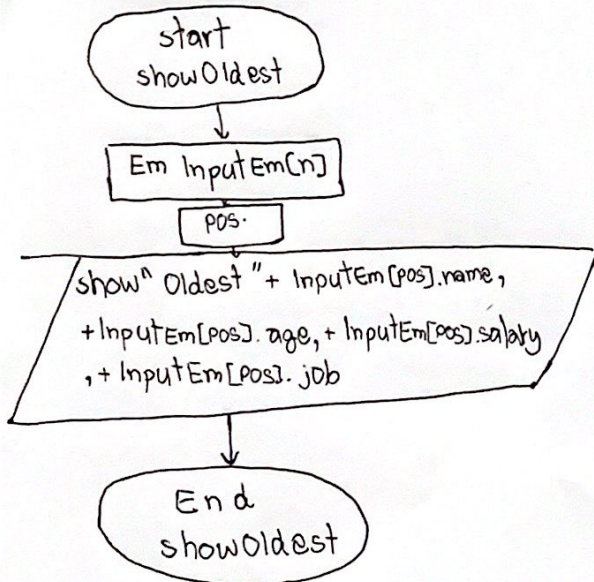 start
showOldest
Em InputEm[n]
pos.
show" Oldest "+ InputEm[pos].name,
+InputEm[pos].age,+ InputEm[pos].salary
,+ InputEm[pos].job
End
showOldest